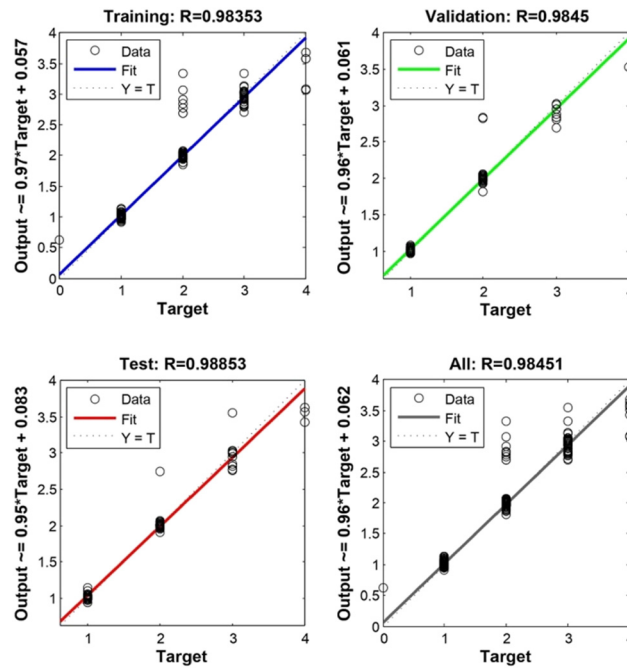 Training: R=0.98353
Output ~= 0.97*Target + 0.057
4
3.5
3
2.5
2
1.5
1
0.5
0
Data
Fit
Y = T
0 1 2 3 4
Target
Validation: R=0.9845
Output ~= 0.96*Target + 0.061
4
3.5
3
2.5
2
1.5
1
Data
Fit
Y = T
1 2 3 4
Target
Test: R=0.98853
Output ~= 0.95*Target + 0.083
4
3.5
3
2.5
2
1.5
1
Data
Fit
Y = T
1 2 3 4
Target
All: R=0.98451
Output ~= 0.96*Target + 0.062
4
3.5
3
2.5
2
1.5
1
0.5
0
Data
Fit
Y = T
0 1 2 3
Target